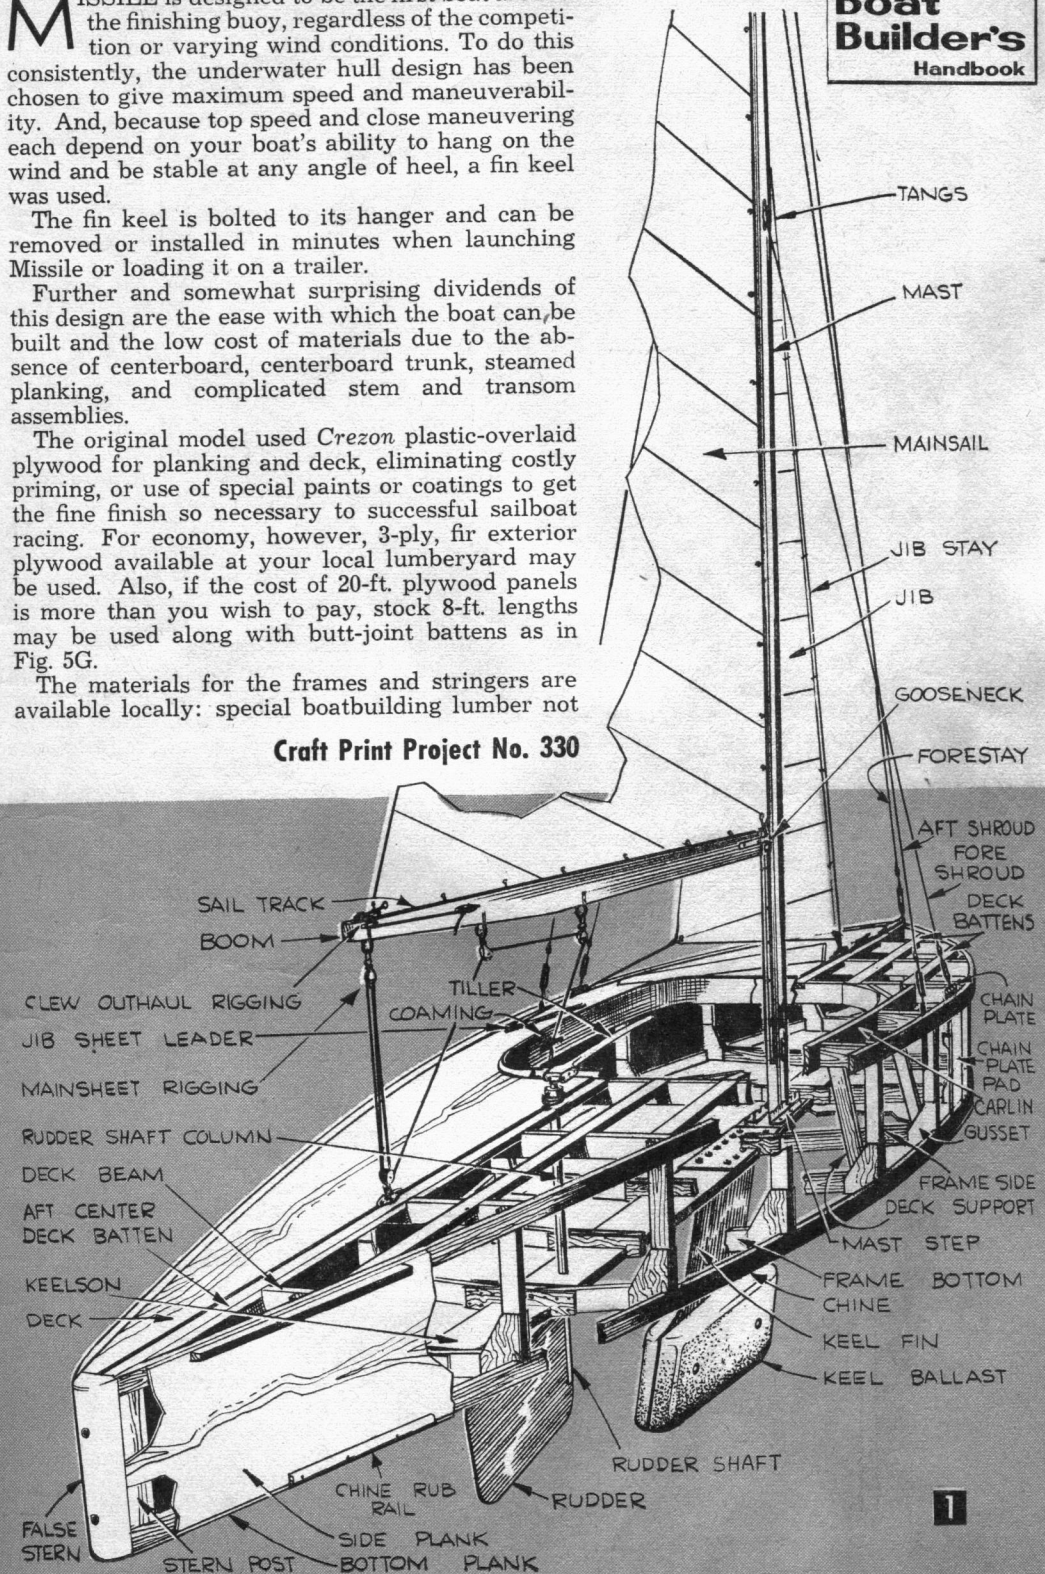 MISSILE is designed to be the first boat
the finishing buoy, regardless of the competi-
tion or varying wind conditions. To do this
consistently, the underwater hull design has been
chosen to give maximum speed and maneuverabil-
ity. And, because top speed and close maneuvering
each depend on your boat's ability to hang on the
wind and be stable at any angle of heel, a fin keel
was used.
The fin keel is bolted to its hanger and can be
removed or installed in minutes when launching
Missile or loading it on a trailer.
Further and somewhat surprising dividends of
this design are the ease with which the boat can be
built and the low cost of materials due to the ab-
sence of centerboard, centerboard trunk, steamed
planking, and complicated stem and transom
assemblies.
The original model used Crezon plastic-overlaid
plywood for planking and deck, eliminating costly
priming, or use of special paints or coatings to get
the fine finish so necessary to successful sailboat
racing. For economy, however, 3-ply, fir exterior
plywood available at your local lumberyard may
be used. Also, if the cost of 20-ft. plywood panels
is more than you wish to pay, stock 8-ft. lengths
may be used along with butt-joint battens as in
Fig. 5G.
The materials for the frames and stringers are
available locally: special boatbuilding lumber not
Craft Print Project No. 330
Boat
Builder's
Handbook
TANGS
MAST
MAINSAIL
JIB STAY
JIB
GOOSENECK
FORESTAY
AFT SHROUD
FORE
SHROUD
DECK
BATTENS
SAIL TRACK
BOOM
CLEW OUTHAUL RIGGING
JIB SHEET LEADER
MAINSHEET RIGGING
TILLER
COAMING
RUDDER SHAFT COLUMN
DECK BEAM
AFT CENTER
DECK BATTEN
KEELSON
DECK
CHAIN
PLATE
CHAIN
PLATE
PAD
CARLIN
GUSSET
FRAME SIDE
DECK SUPPORT
MAST STEP
FRAME BOTTOM
CHINE
KEEL FIN
KEEL BALLAST
RUDDER SHAFT
RUDDER
CHINE RUB
RAIL
SIDE PLANK
BOTTOM PLANK
STERN POST
FALSE
STERN
1